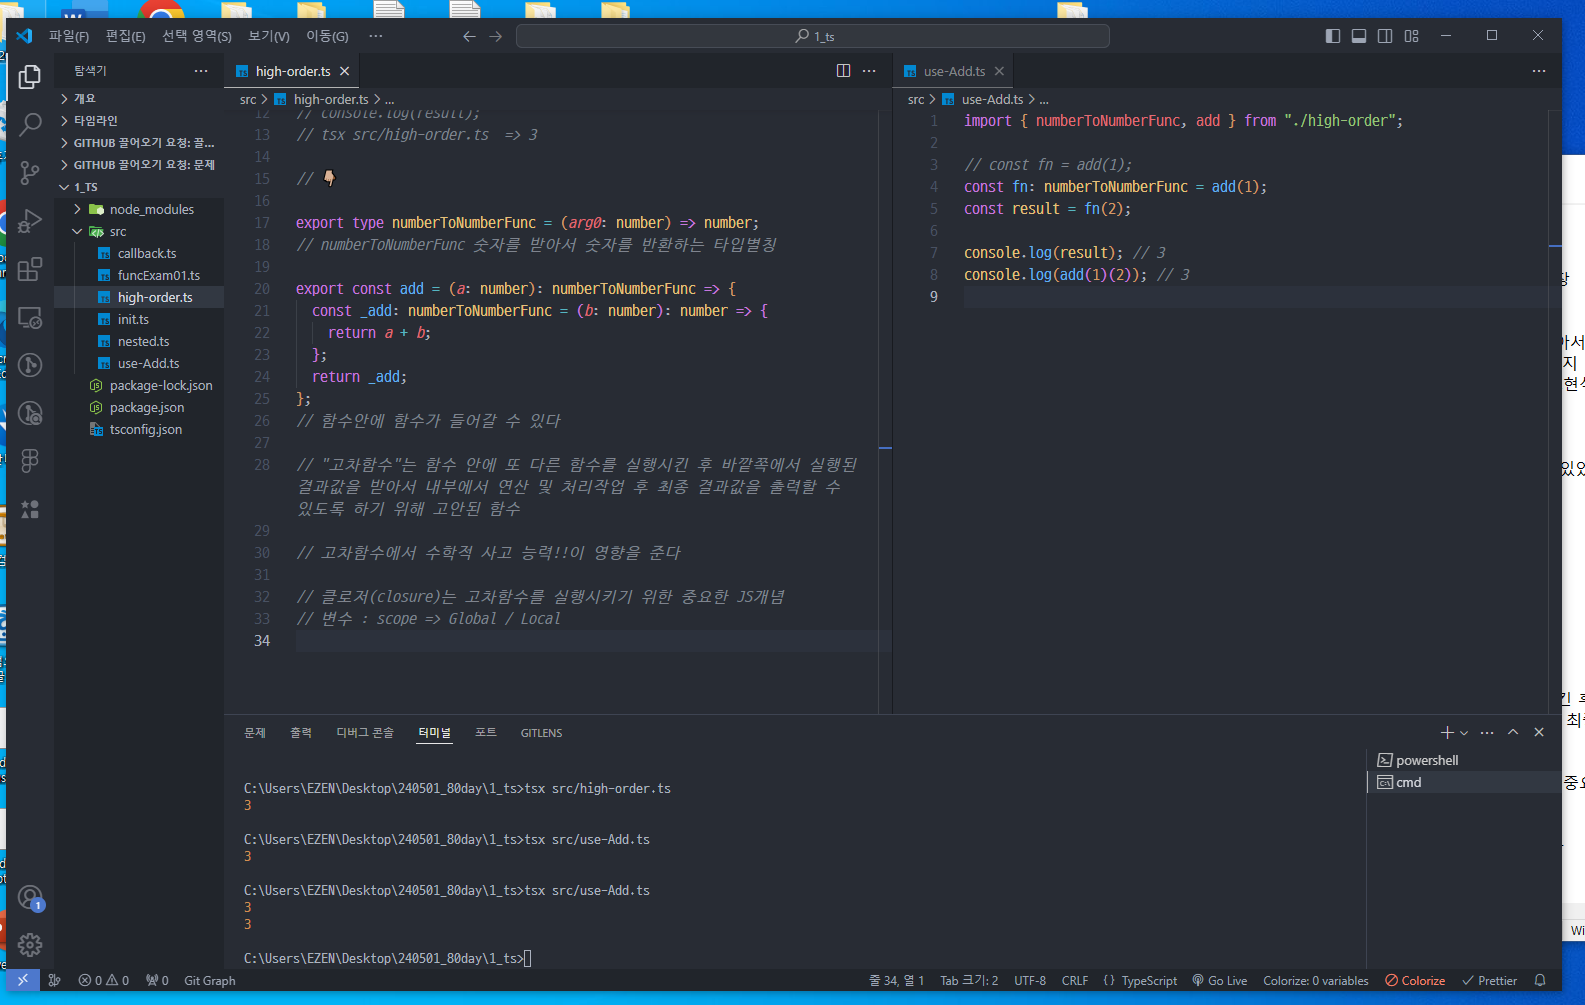 파일(F) 편집(E) 선택 영역(S) 보기(V) 이동(G) ··· 1_ts
탐색기 ···
high-order.ts
use-Add.ts
개요
타임라인
GITHUB 끌어오기 요청: 끌...
GITHUB 끌어오기 요청: 문제
1_TS
node_modules
src
callback.ts
funcExam01.ts
high-order.ts
init.ts
nested.ts
use-Add.ts
package-lock.json
package.json
tsconfig.json
src > high-order.ts > ...
12 // console.log(result);
13 // tsx src/high-order.ts => 3
14
15 // 👇
16
17 export type numberToNumberFunc = (arg0: number) => number;
18 // numberToNumberFunc 숫자를 받아서 숫자를 반환하는 타입별칭
19
20 export const add = (a: number): numberToNumberFunc => {
21 const _add: numberToNumberFunc = (b: number): number => {
22 return a + b;
23 };
24 return _add;
25 };
26 // 함수안에 함수가 들어갈 수 있다
27
28 // "고차함수"는 함수 안에 또 다른 함수를 실행시킨 후 바깥쪽에서 실행된
결과값을 받아서 내부에서 연산 및 처리작업 후 최종 결과값을 출력할 수
있도록 하기 위해 고안된 함수
29
30 // 고차함수에서 수학적 사고 능력!!이 영향을 준다
31
32 // 클로저(closure)는 고차함수를 실행시키기 위한 중요한 JS개념
33 // 변수 : scope => Global / Local
34
src > use-Add.ts > ...
1 import { numberToNumberFunc, add } from "./high-order";
2
3 // const fn = add(1);
4 const fn: numberToNumberFunc = add(1);
5 const result = fn(2);
6
7 console.log(result); // 3
8 console.log(add(1)(2)); // 3
9
문제 출력 디버그 콘솔 터미널 포트 GITLENS
C:\Users\EZEN\Desktop\240501_80day\1_ts>tsx src/high-order.ts
3
C:\Users\EZEN\Desktop\240501_80day\1_ts>tsx src/use-Add.ts
3
C:\Users\EZEN\Desktop\240501_80day\1_ts>tsx src/use-Add.ts
3
3
C:\Users\EZEN\Desktop\240501_80day\1_ts>
powershell
cmd
1
0 0 0 Git Graph
줄 34, 열 1 Tab 크기: 2 UTF-8 CRLF { } TypeScript Go Live Colorize: 0 variables Colorize Prettier